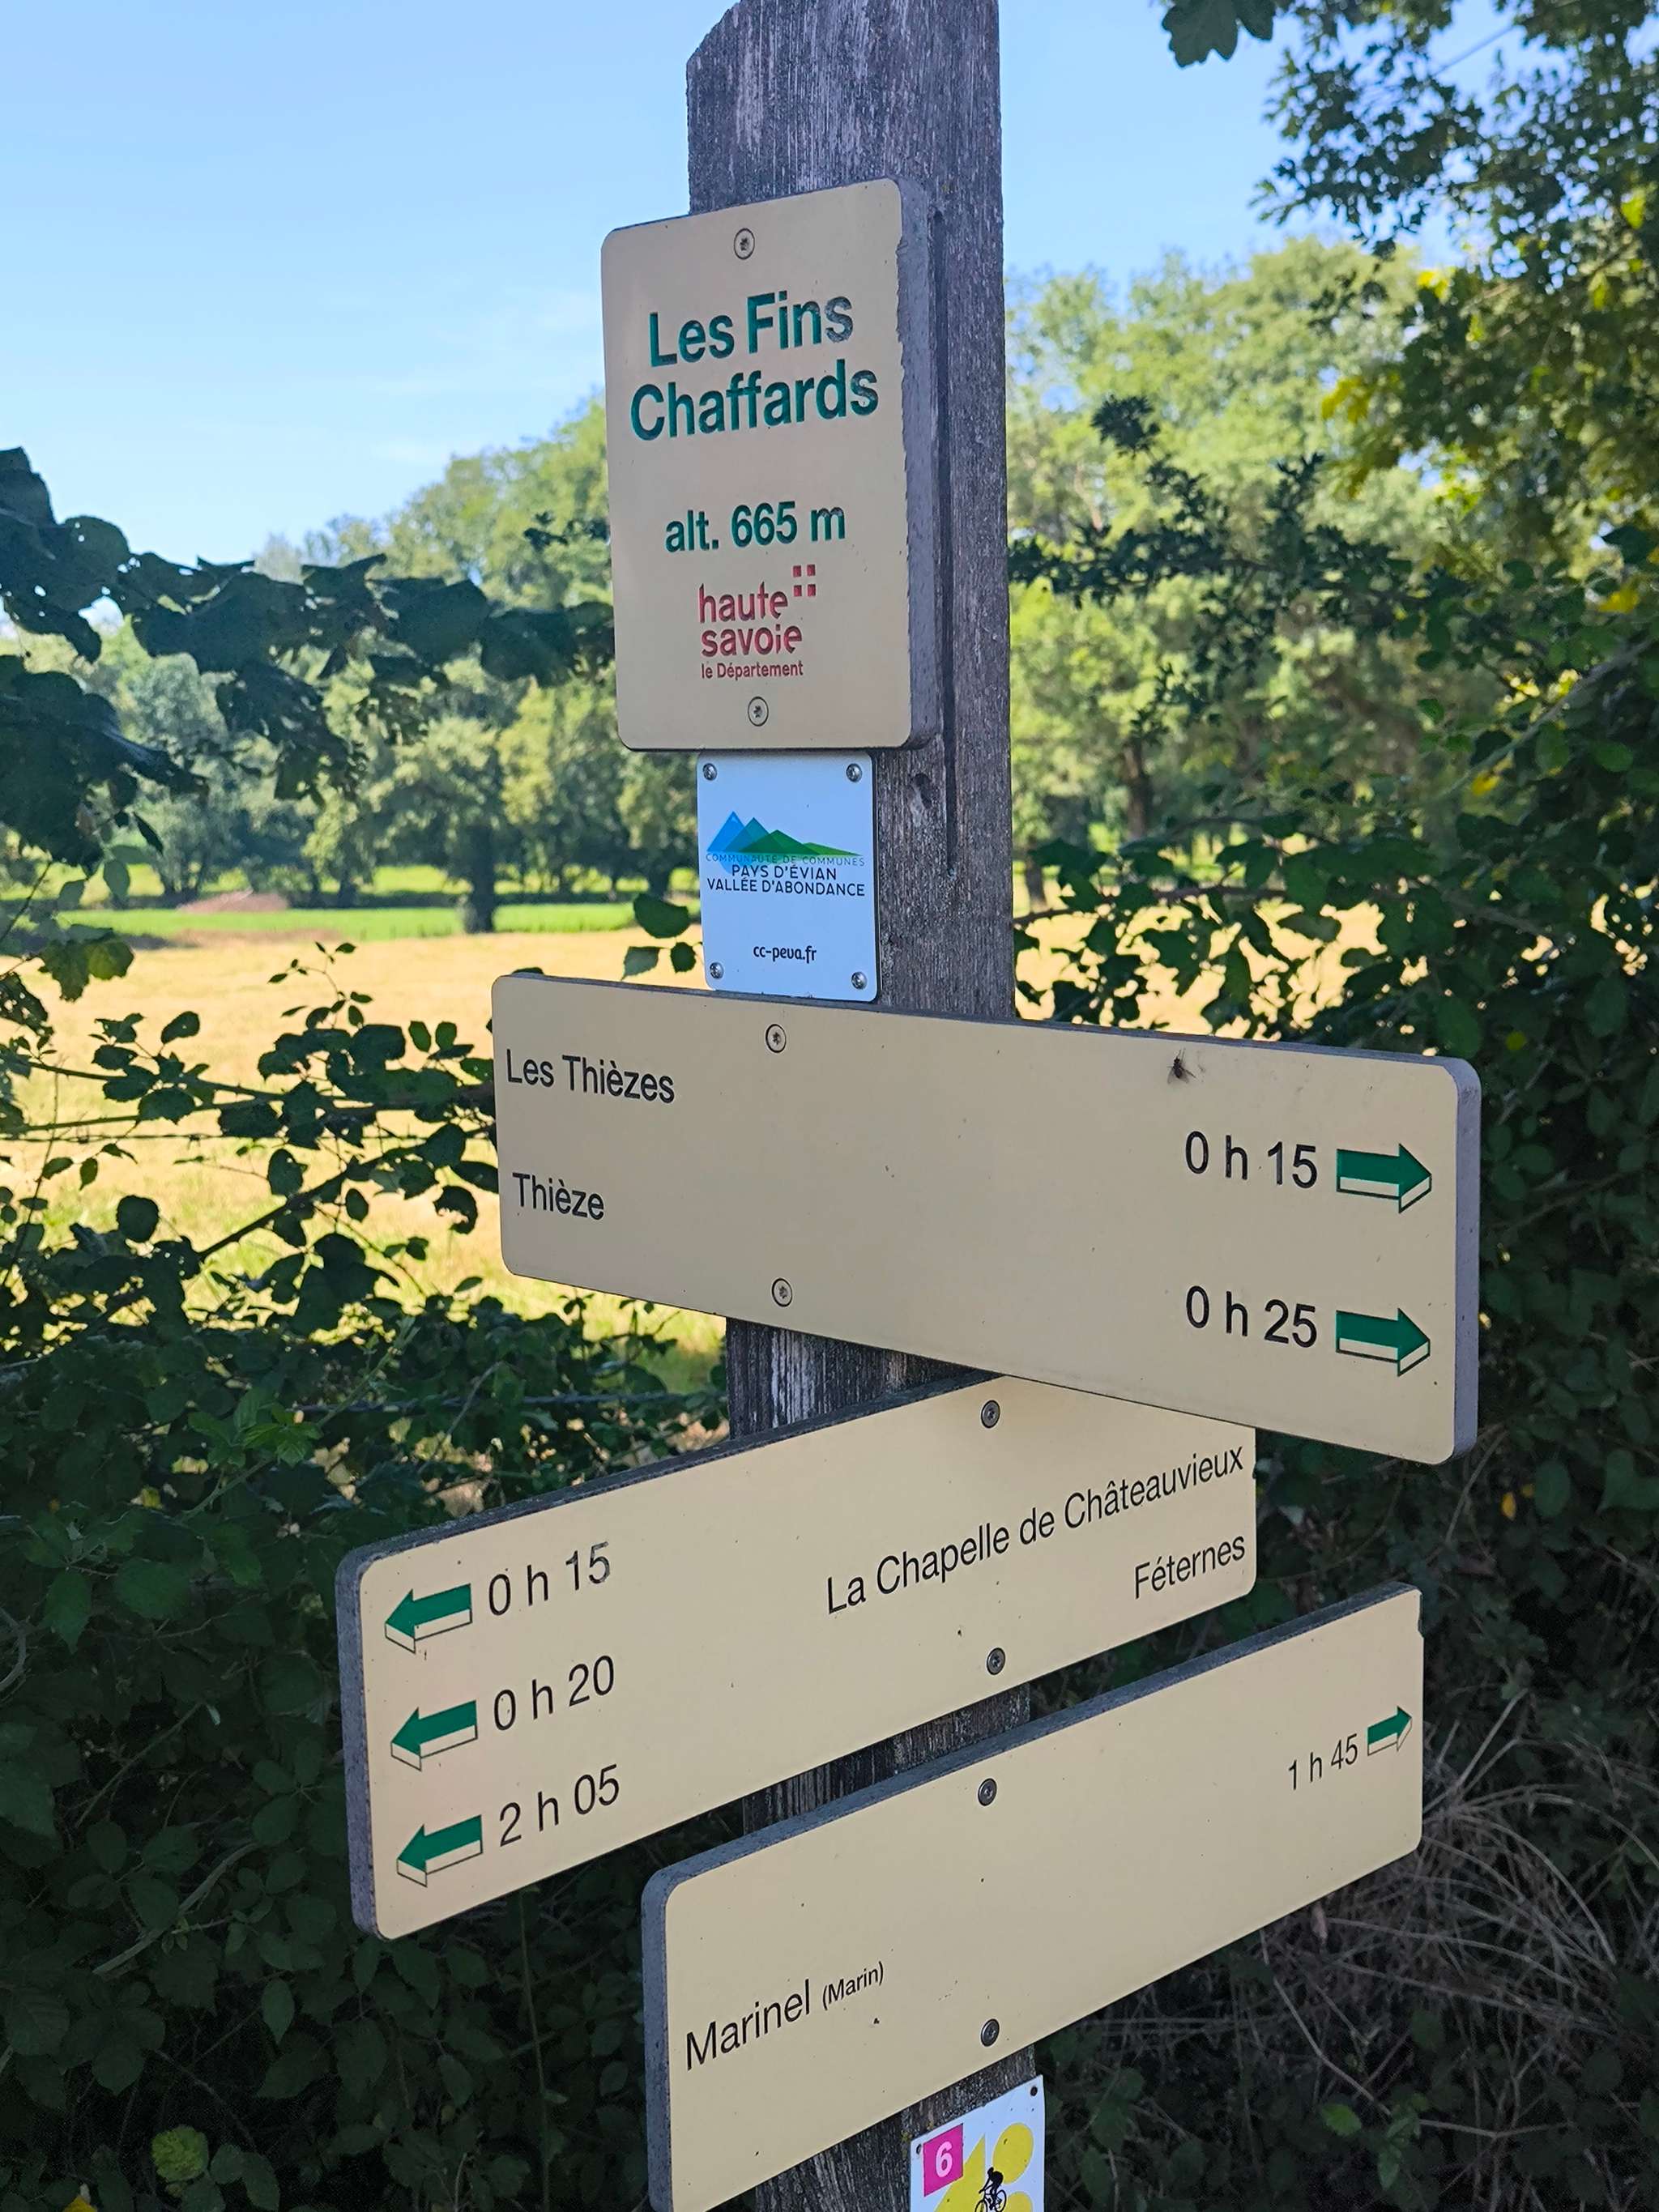 Les Fins
Chaffards
alt. 665 m
haute
savoie
le Département
COMMUNAUTÉ DE COMMUNES
PAYS D'ÉVIAN
VALLÉE D'ABONDANCE
cc-peva.fr
Les Thièzes
0 h 15
Thièze
0 h 25
La Chapelle de Châteauvieux
0 h 15
Féternes
0 h 20
2 h 05
1 h 45
Marinel (Marin)
6